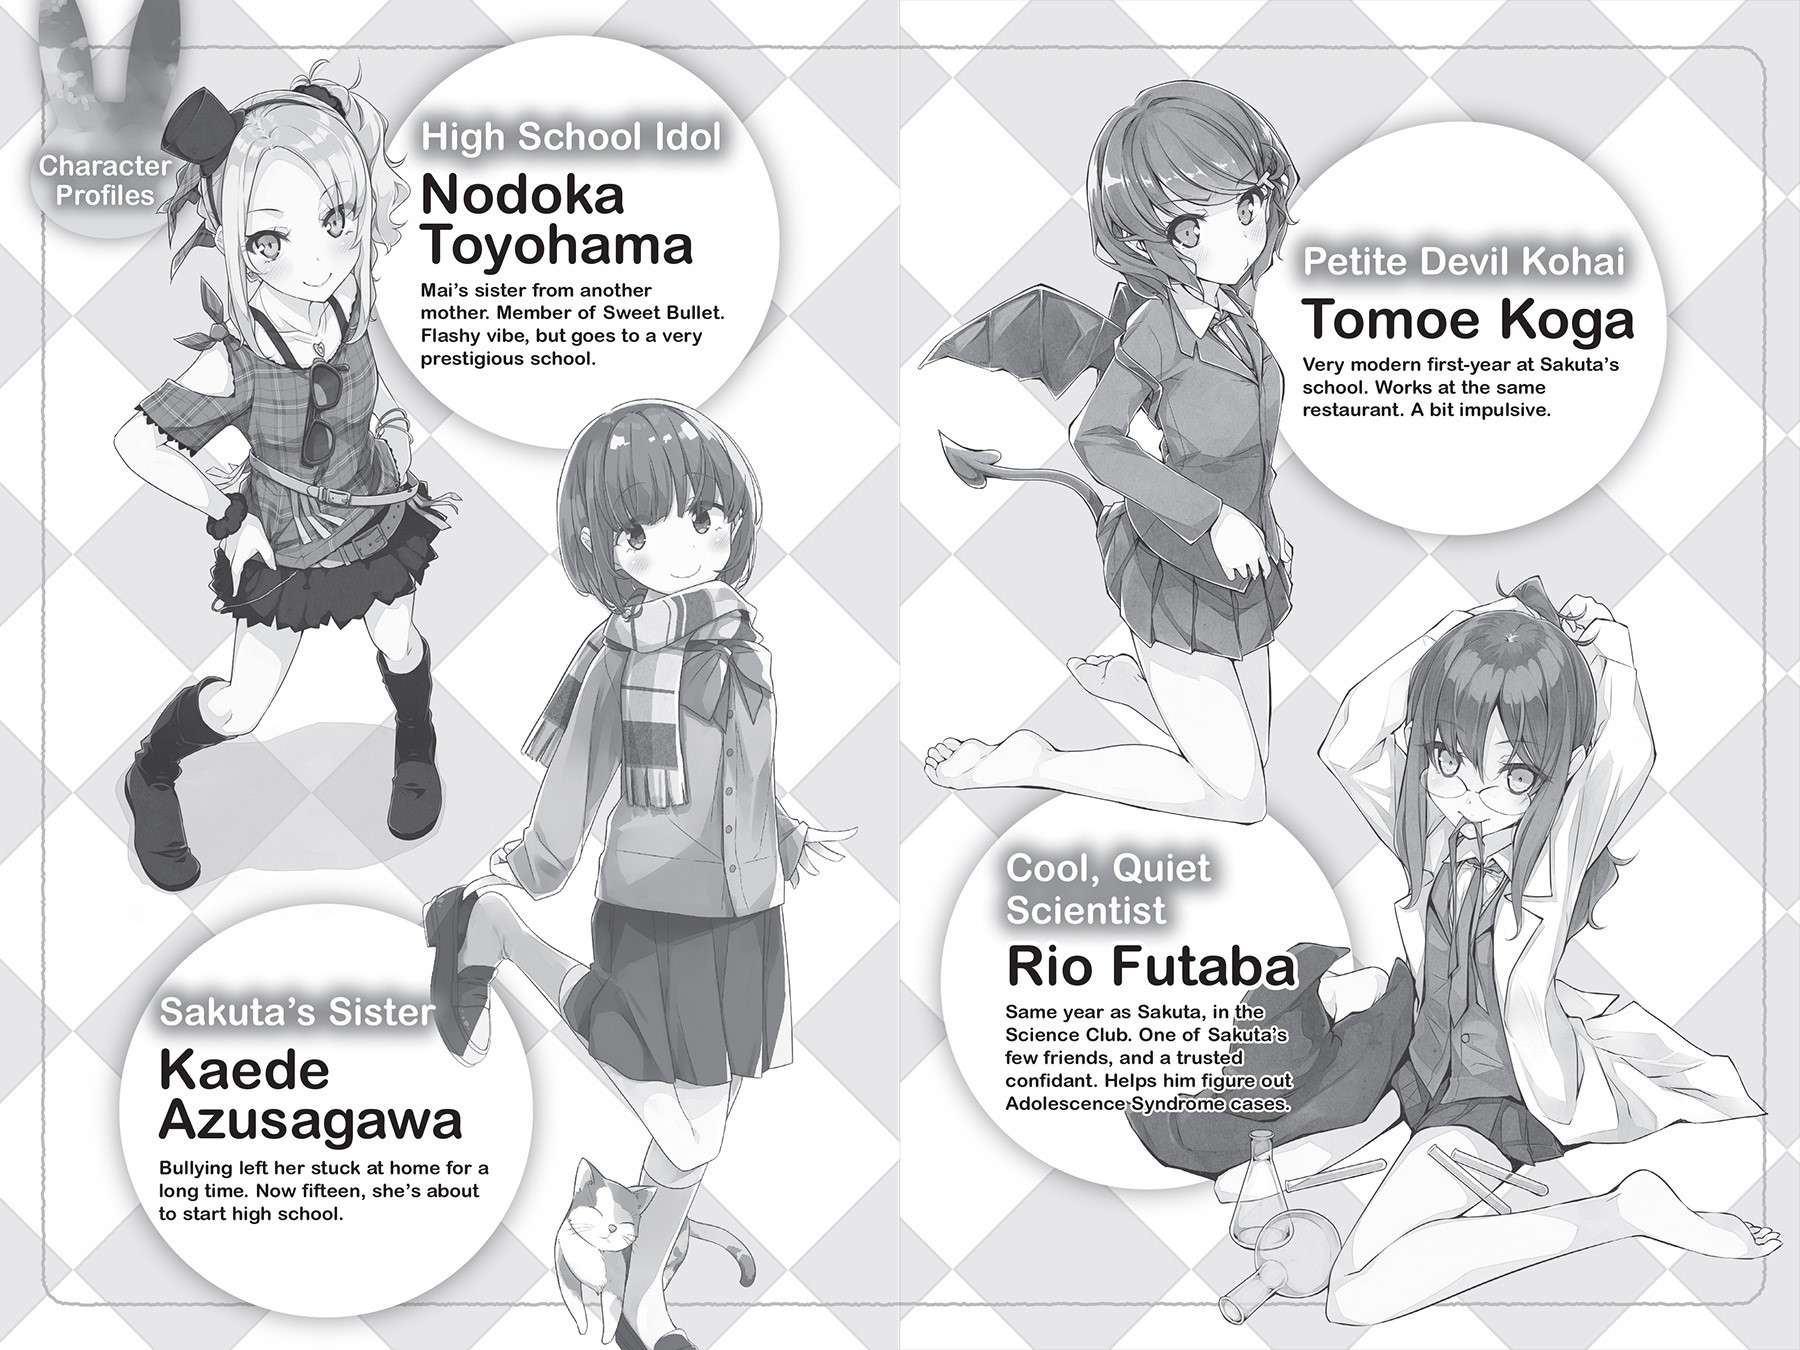 Character
Profiles
High School Idol
Nodoka
Toyohama
Mai's sister from another
mother. Member of Sweet Bullet.
Flashy vibe, but goes to a very
prestigious school.
Sakuta's Sister
Kaede
Azusagawa
Bullying left her stuck at home for a
long time. Now fifteen, she's about
to start high school.
Petite Devil Kohai
Tomoe Koga
Very modern first-year at Sakuta's
school. Works at the same
restaurant. A bit impulsive.
Cool, Quiet
Scientist
Rio Futaba
Same year as Sakuta, in the
Science Club. One of Sakuta's
few friends, and a trusted
confidant. Helps him figure out
Adolescence Syndrome cases.